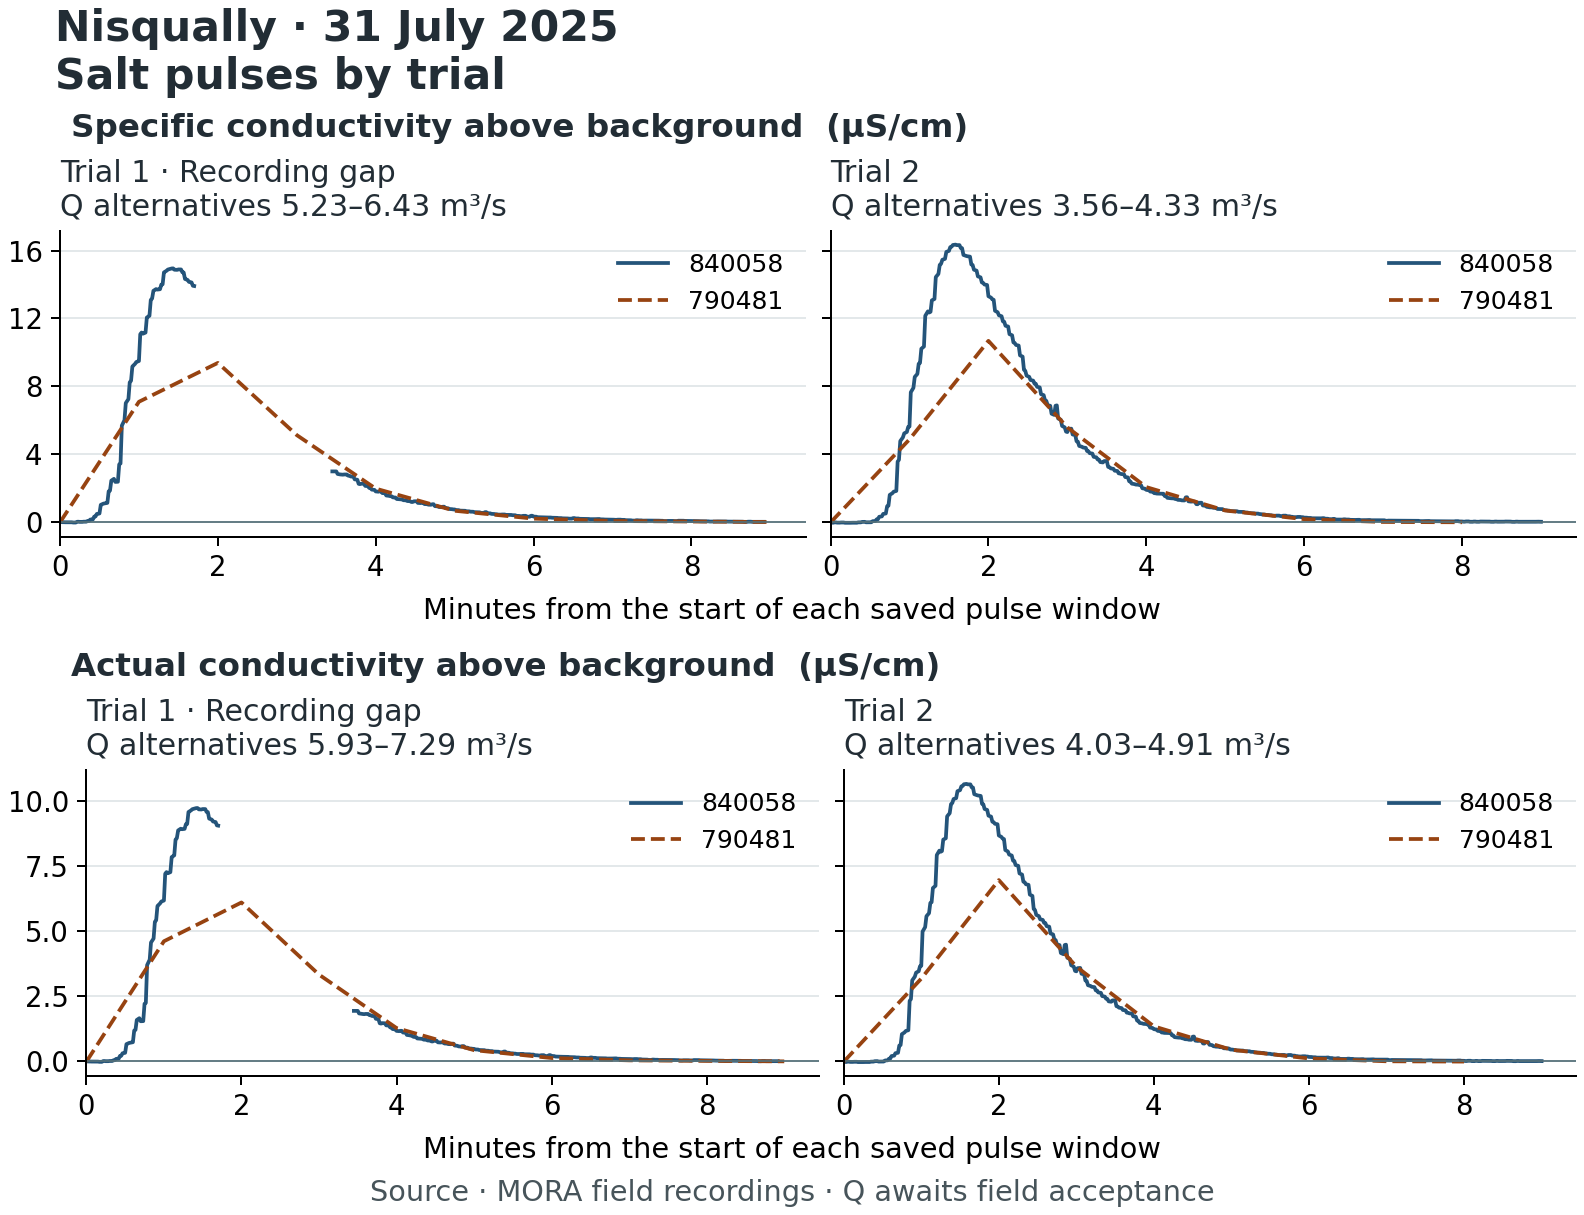 Nisqually · 31 July 2025
Salt pulses by trial
Specific conductivity above background  (µS/cm)
Trial 1 · Recording gap
Q alternatives 5.23–6.43 m³/s
Trial 2
Q alternatives 3.56–4.33 m³/s
840058
790481
840058
790481
16
12
8
4
0
0 2 4 6 8
0 2 4 6 8
Minutes from the start of each saved pulse window
Actual conductivity above background  (µS/cm)
Trial 1 · Recording gap
Q alternatives 5.93–7.29 m³/s
Trial 2
Q alternatives 4.03–4.91 m³/s
840058
790481
840058
790481
10.0
7.5
5.0
2.5
0.0
0 2 4 6 8
0 2 4 6 8
Minutes from the start of each saved pulse window
Source · MORA field recordings · Q awaits field acceptance